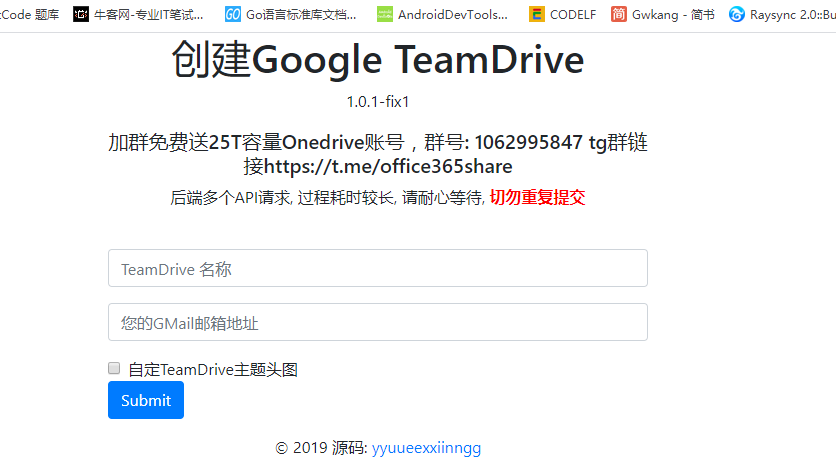 Code 题库 牛客网-专业IT笔试... Go语言标准库文档... AndroidDevTools... CODELF Gwkang - 简书 Raysync 2.0::Bu
创建Google TeamDrive
1.0.1-fix1
加群免费送25T容量Onedrive账号，群号: 1062995847 tg群链
接https://t.me/office365share
后端多个API请求, 过程耗时较长, 请耐心等待, 切勿重复提交
TeamDrive 名称
您的GMail邮箱地址
自定TeamDrive主题头图
Submit
© 2019 源码: yyuueexxiinngg